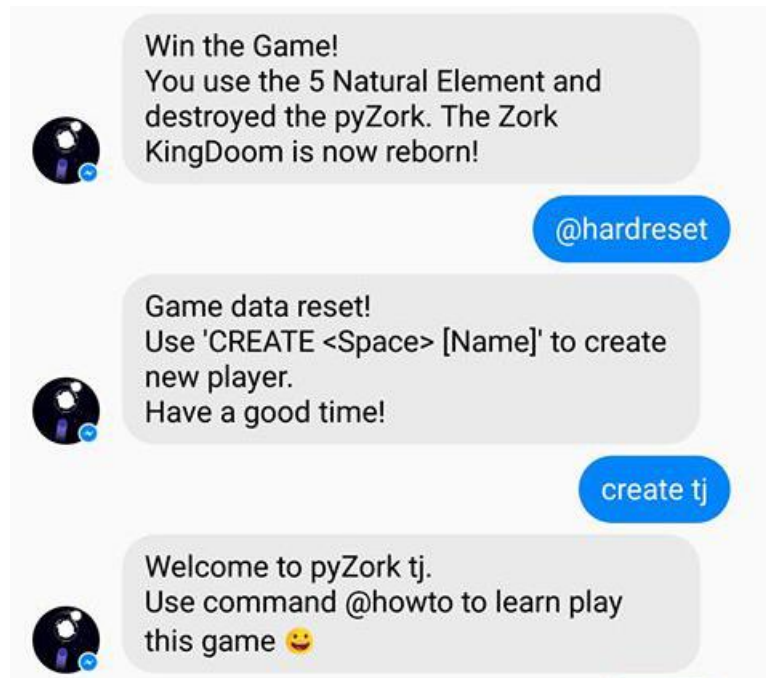 Win the Game!
You use the 5 Natural Element and
destroyed the pyZork. The Zork
KingDoom is now reborn!
@hardreset
Game data reset!
Use 'CREATE <Space> [Name]' to create
new player.
Have a good time!
create tj
Welcome to pyZork tj.
Use command @howto to learn play
this game 😀